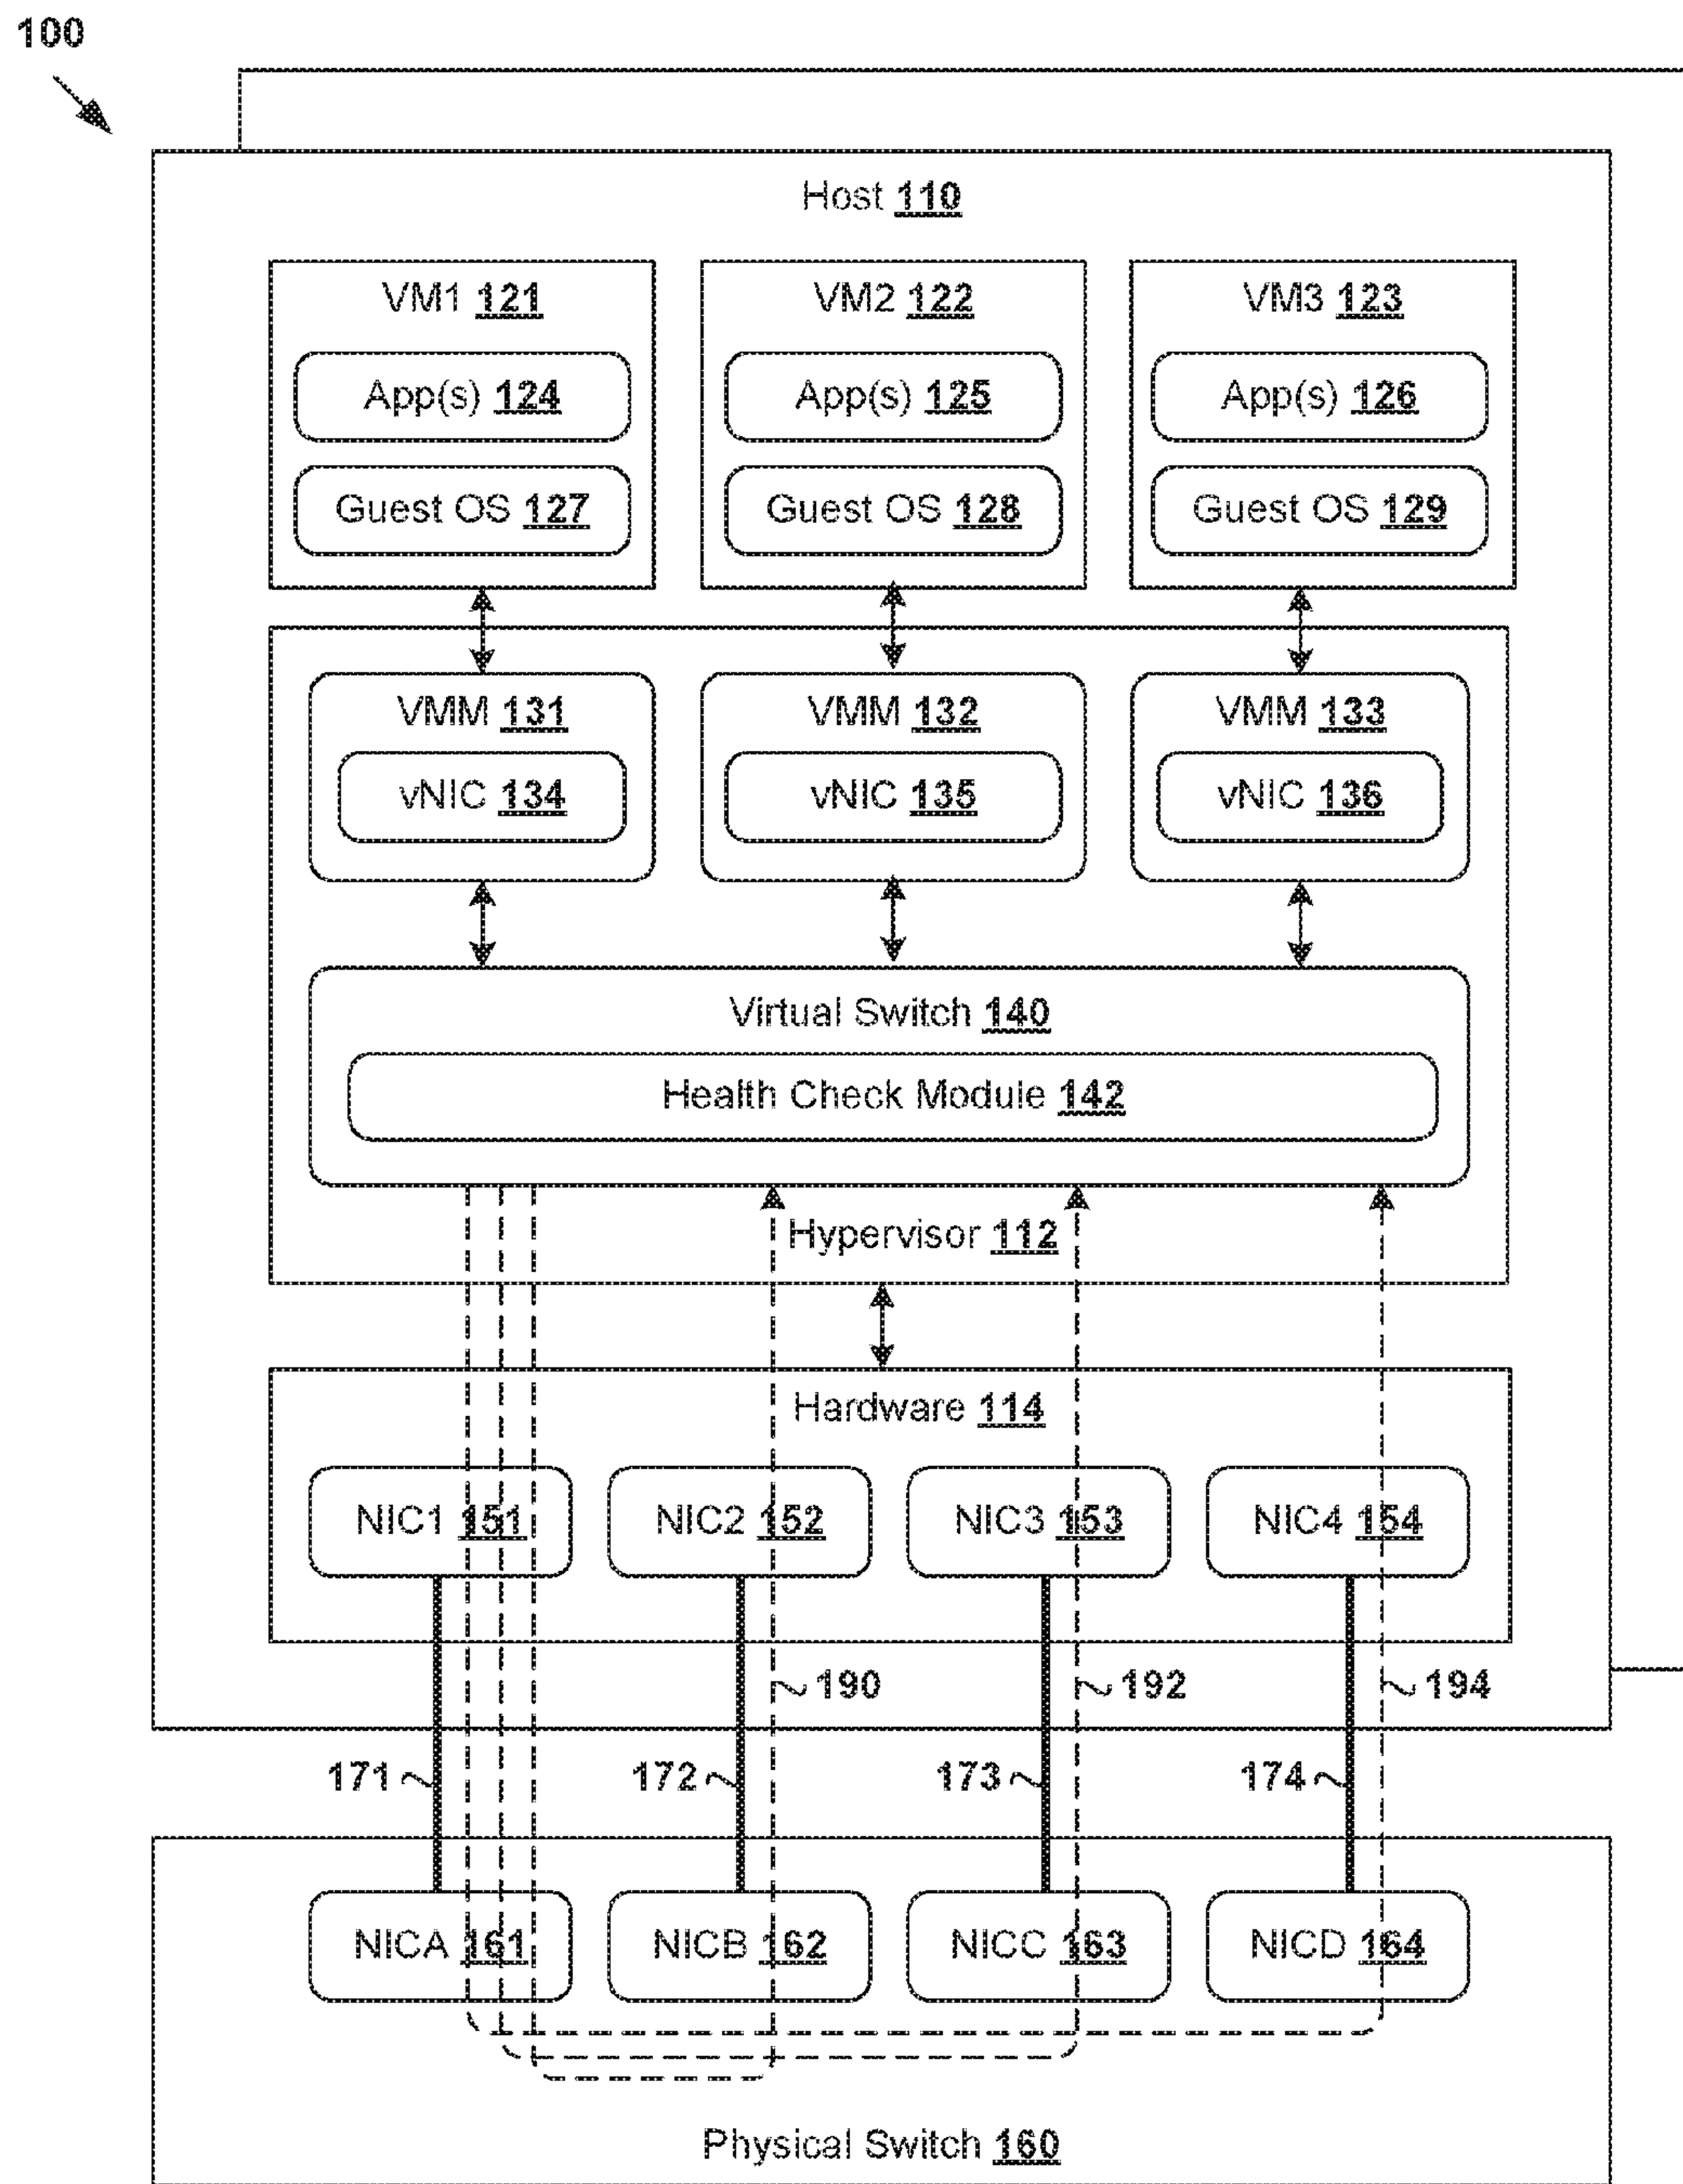 100
Host 110
VM1 121 VM2 122 VM3 123
App(s) 124 App(s) 125 App(s) 126
Guest OS 127 Guest OS 128 Guest OS 129
VMM 131 VMM 132 VMM 133
vNIC 134 vNIC 135 vNIC 136
Virtual Switch 140
Health Check Module 142
Hypervisor 112
Hardware 114
NIC1 151 NIC2 152 NIC3 153 NIC4 154
190 192 194
171 172 173 174
NICA 161 NICB 162 NICC 163 NICD 164
Physical Switch 160